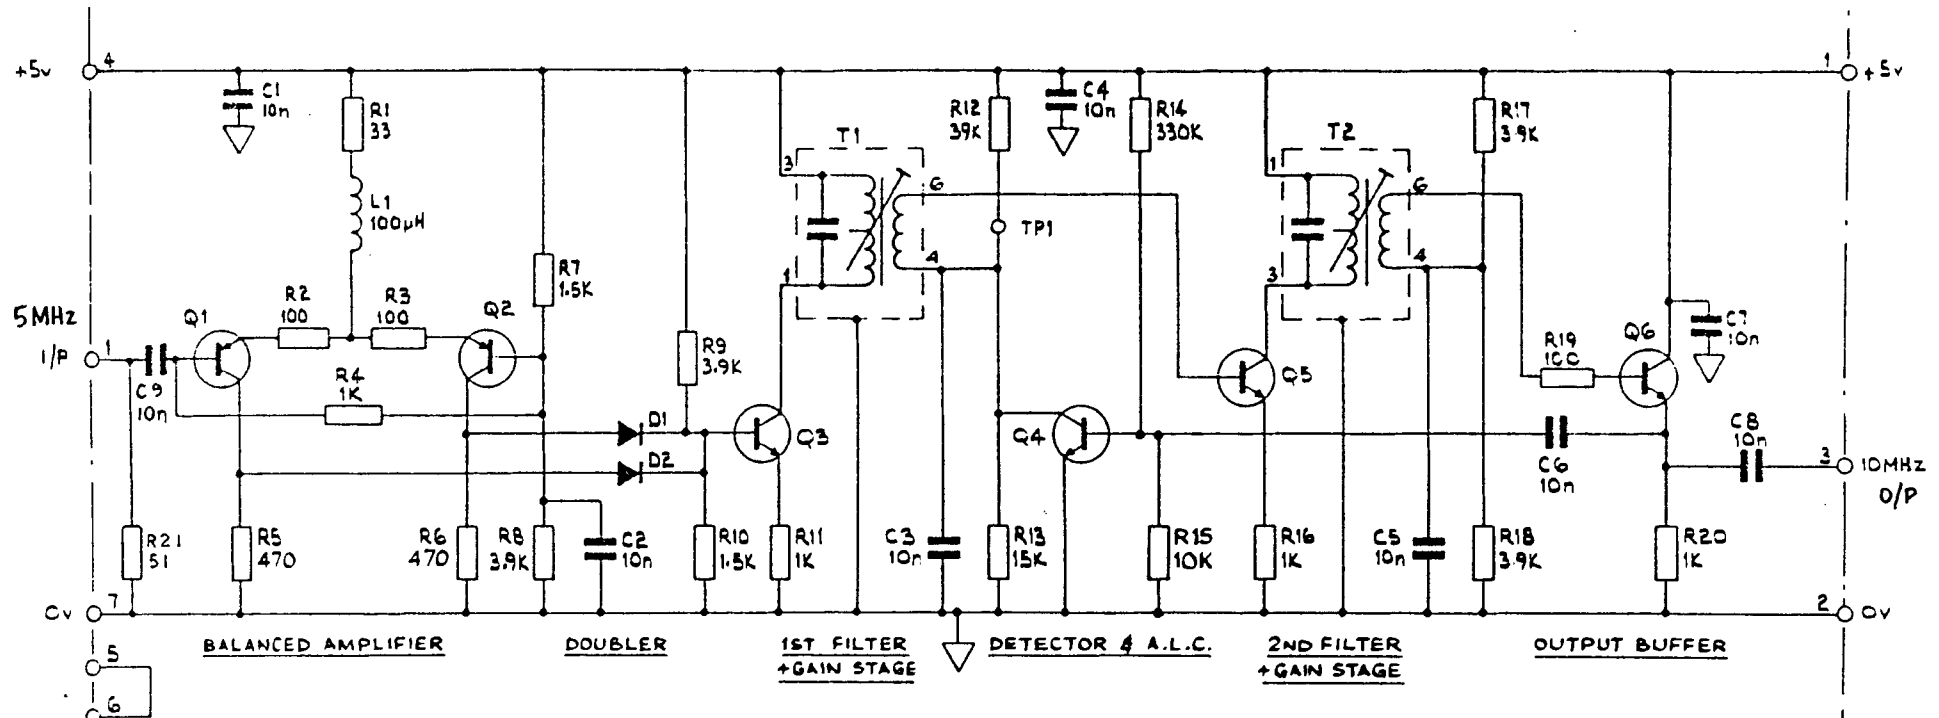 +5v
4
1
+5v
C1
10n
R1
33
L1
100µH
R7
1.5K
R9
3.9K
T1
3
1
6
4
R12
39K
TP1
C4
10n
R14
330K
T2
1
3
6
4
R17
3.9K
5MHz
I/P
1
C9
10n
Q1
R2
100
R3
100
Q2
R4
1K
D1
D2
Q3
Q4
Q5
R19
100
Q6
C7
10n
C6
10n
C8
10n
3
10MHz
O/P
R21
51
R5
470
R6
470
R8
3.9K
C2
10n
R10
1.5K
R11
1K
C3
10n
R13
15K
R15
10K
R16
1K
C5
10n
R18
3.9K
R20
1K
0v
7
2
0v
BALANCED AMPLIFIER
DOUBLER
1ST FILTER
+GAIN STAGE
DETECTOR & A.L.C.
2ND FILTER
+GAIN STAGE
OUTPUT BUFFER
5
6